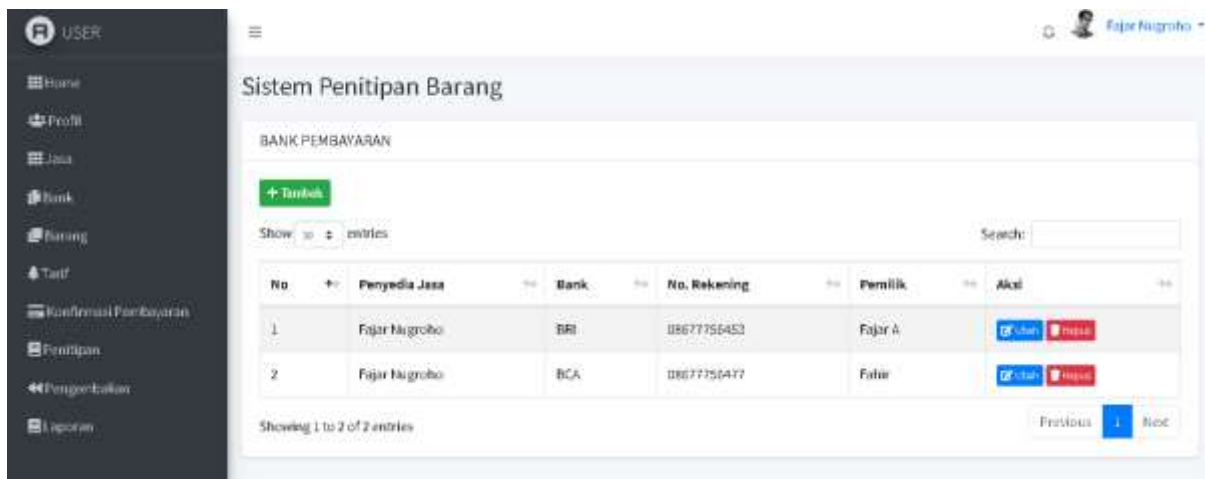 USER
Fajar Nugroho
Home
Sistem Penitipan Barang
Profil
BANK PEMBAYARAN
Jasa
+ Tambah
Bank
Show 10 entries
Search:
Barang
Tarif
No Penyedia Jasa Bank No. Rekening Pemilik Aksi
Konfirmasi Pembayaran
1 Fajar Nugroho BRI 08677756453 Fajar A Ubah Hapus
Penitipan
2 Fajar Nugroho BCA 08677756477 Ubah Hapus
Pengembalian
Laporan
Showing 1 to 2 of 2 entries
Previous 1 Next